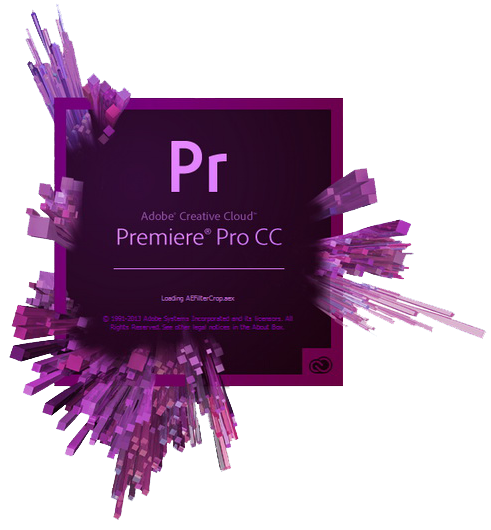 Pr
Adobe® Creative Cloud™
Premiere® Pro CC
Loading AEFilterCrop.aex
© 1991-2013 Adobe Systems Incorporated and its licensors. All
Rights Reserved. See other legal notices in the About Box.